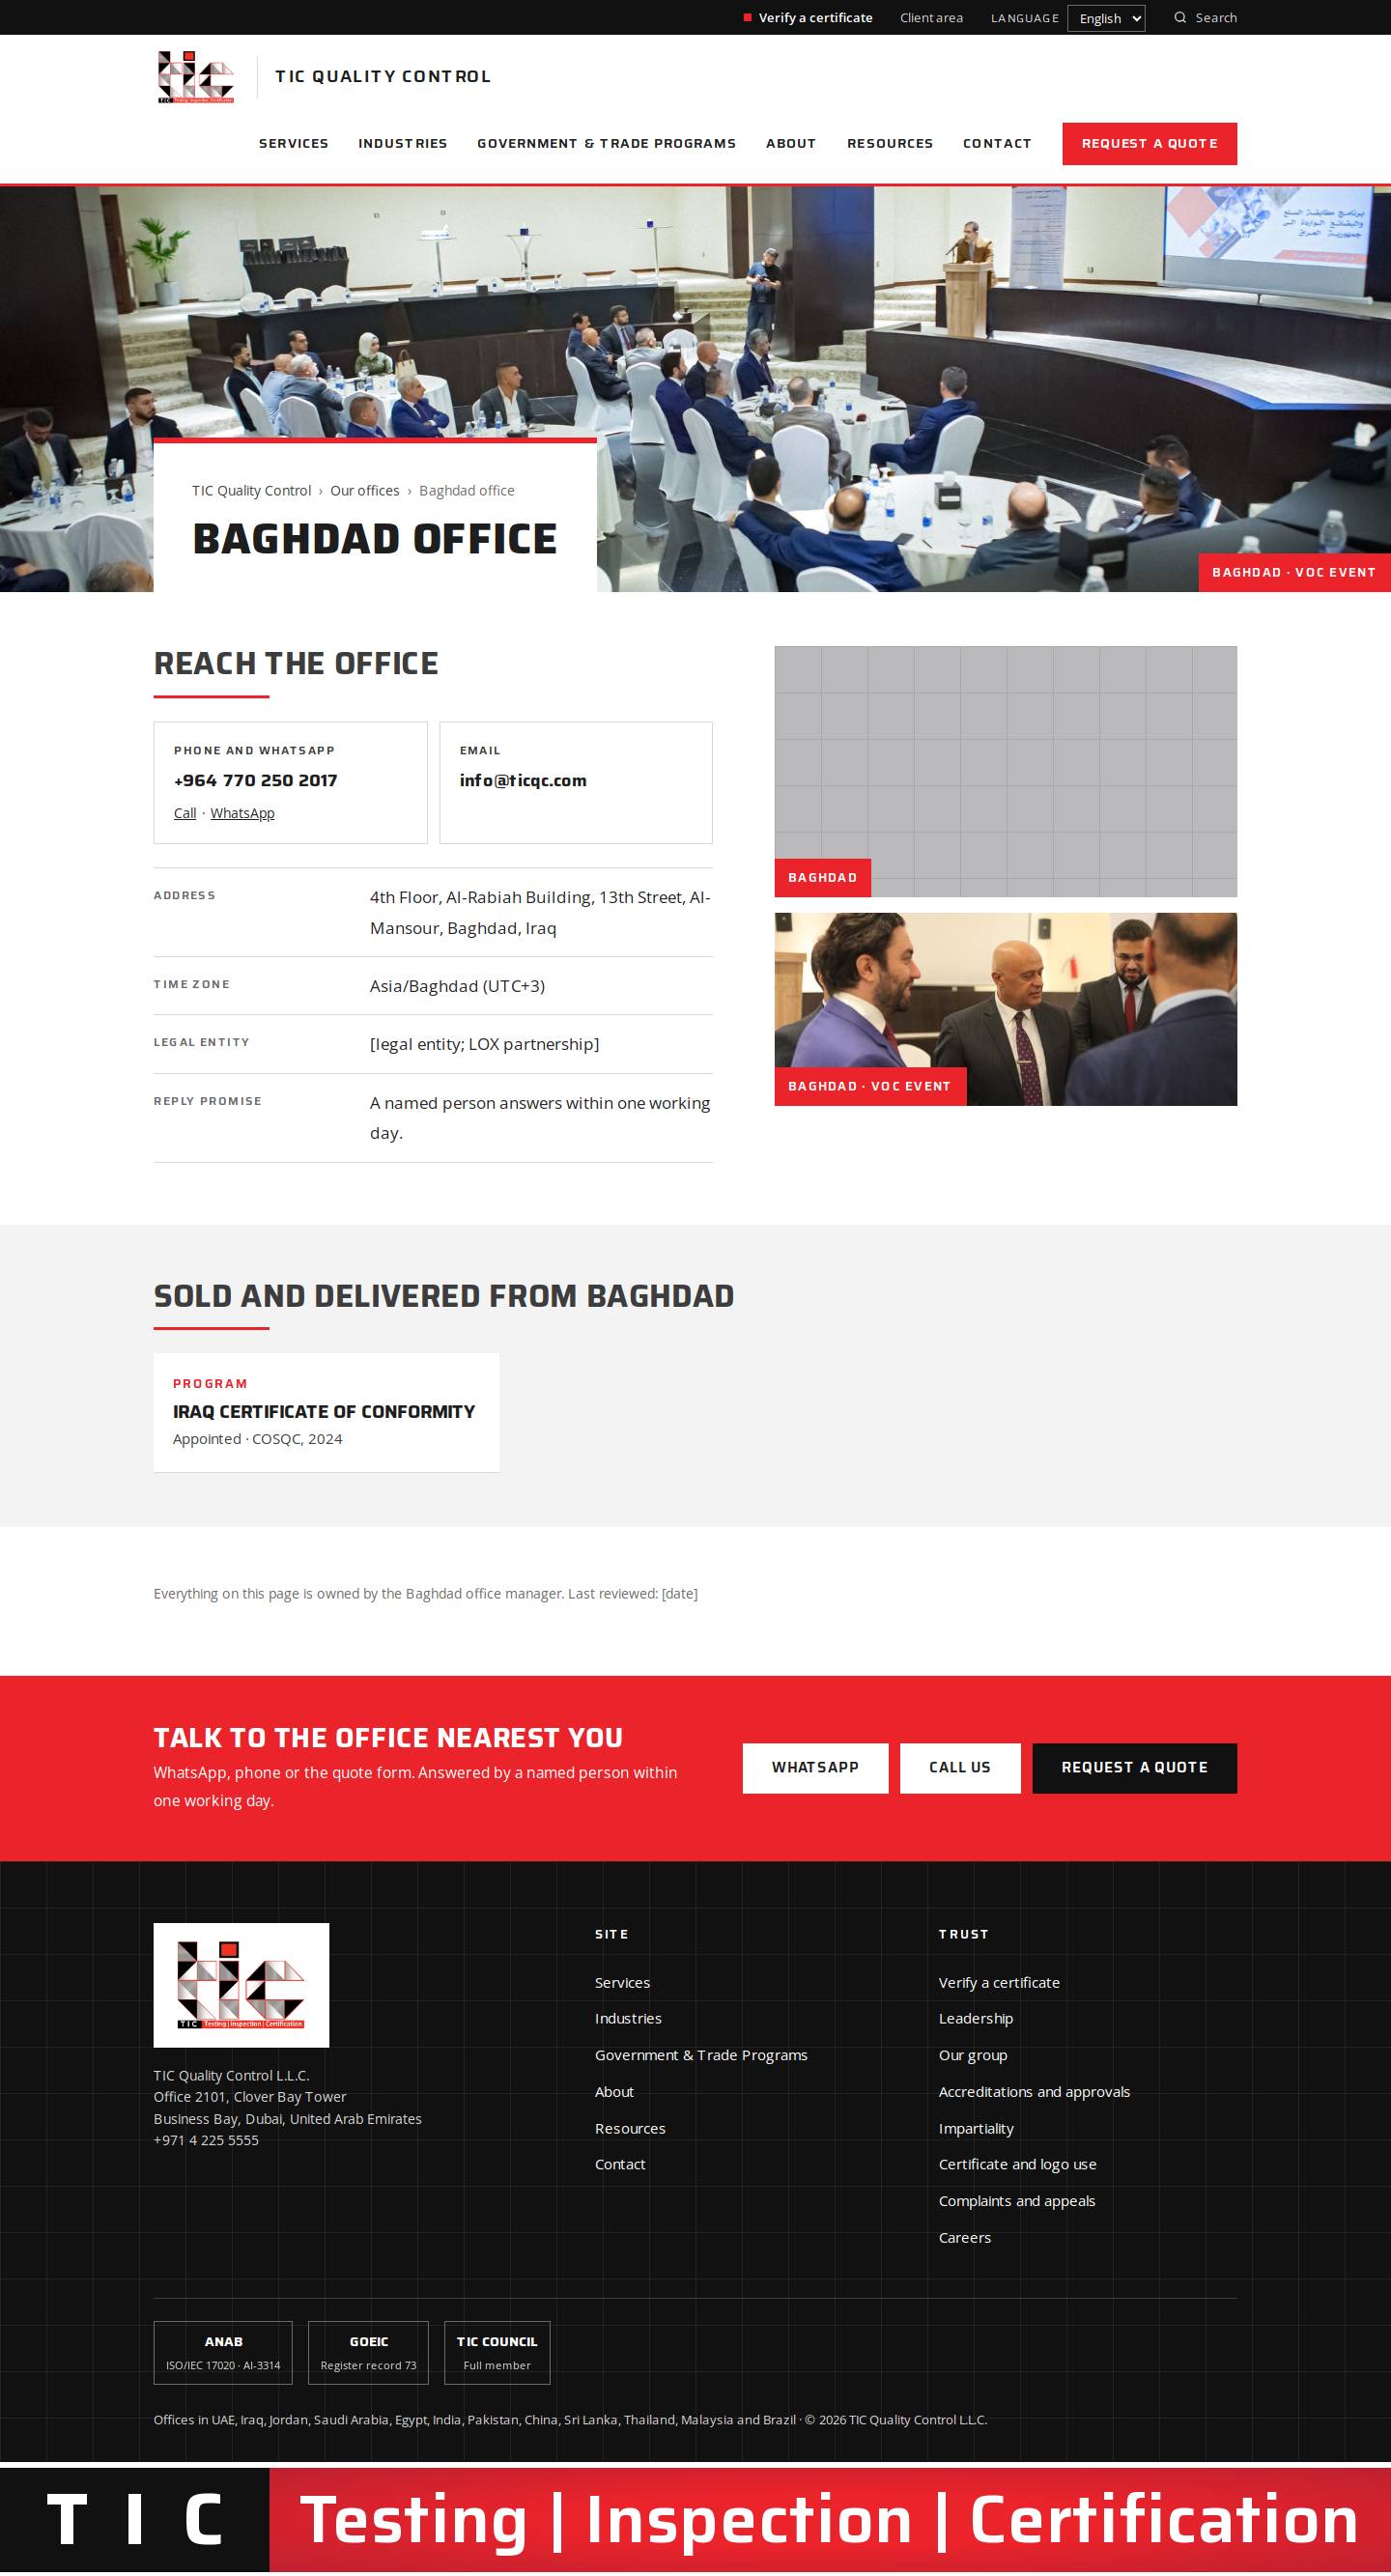 Verify a certificate
Client area
LANGUAGE
English
Search
tic
TIC QUALITY CONTROL
SERVICES
INDUSTRIES
GOVERNMENT & TRADE PROGRAMS
ABOUT
RESOURCES
CONTACT
REQUEST A QUOTE
TIC Quality Control › Our offices › Baghdad office
BAGHDAD OFFICE
BAGHDAD · VOC EVENT
REACH THE OFFICE
PHONE AND WHATSAPP
+964 770 250 2017
Call · WhatsApp
EMAIL
info@ticqc.com
ADDRESS
4th Floor, Al-Rabiah Building, 13th Street, Al-
Mansour, Baghdad, Iraq
TIME ZONE
Asia/Baghdad (UTC+3)
LEGAL ENTITY
[legal entity; LOX partnership]
REPLY PROMISE
A named person answers within one working
day.
BAGHDAD
BAGHDAD · VOC EVENT
SOLD AND DELIVERED FROM BAGHDAD
PROGRAM
IRAQ CERTIFICATE OF CONFORMITY
Appointed · COSQC, 2024
Everything on this page is owned by the Baghdad office manager. Last reviewed: [date]
TALK TO THE OFFICE NEAREST YOU
WhatsApp, phone or the quote form. Answered by a named person within
one working day.
WHATSAPP
CALL US
REQUEST A QUOTE
tic
TIC Testing | Inspection | Certification
TIC Quality Control L.L.C.
Office 2101, Clover Bay Tower
Business Bay, Dubai, United Arab Emirates
+971 4 225 5555
SITE
Services
Industries
Government & Trade Programs
About
Resources
Contact
TRUST
Verify a certificate
Leadership
Our group
Accreditations and approvals
Impartiality
Certificate and logo use
Complaints and appeals
Careers
ANAB
ISO/IEC 17020 · AI-3314
GOEIC
Register record 73
TIC COUNCIL
Full member
Offices in UAE, Iraq, Jordan, Saudi Arabia, Egypt, India, Pakistan, China, Sri Lanka, Thailand, Malaysia and Brazil · © 2026 TIC Quality Control L.L.C.
TIC Testing | Inspection | Certification